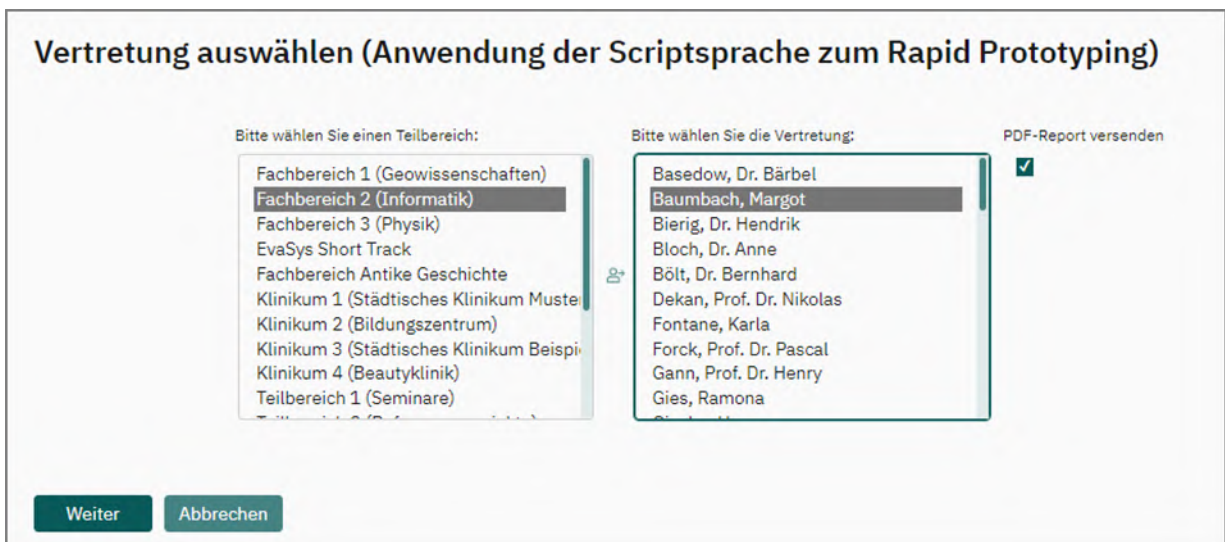 Vertretung auswählen (Anwendung der Scriptsprache zum Rapid Prototyping)
Bitte wählen Sie einen Teilbereich:
Fachbereich 1 (Geowissenschaften)
Fachbereich 2 (Informatik)
Fachbereich 3 (Physik)
EvaSys Short Track
Fachbereich Antike Geschichte
Klinikum 1 (Städtisches Klinikum Muste
Klinikum 2 (Bildungszentrum)
Klinikum 3 (Städtisches Klinikum Beispi
Klinikum 4 (Beautyklinik)
Teilbereich 1 (Seminare)
Bitte wählen Sie die Vertretung:
Basedow, Dr. Bärbel
Baumbach, Margot
Bierig, Dr. Hendrik
Bloch, Dr. Anne
Bölt, Dr. Bernhard
Dekan, Prof. Dr. Nikolas
Fontane, Karla
Forck, Prof. Dr. Pascal
Gann, Prof. Dr. Henry
Gies, Ramona
PDF-Report versenden
Weiter
Abbrechen